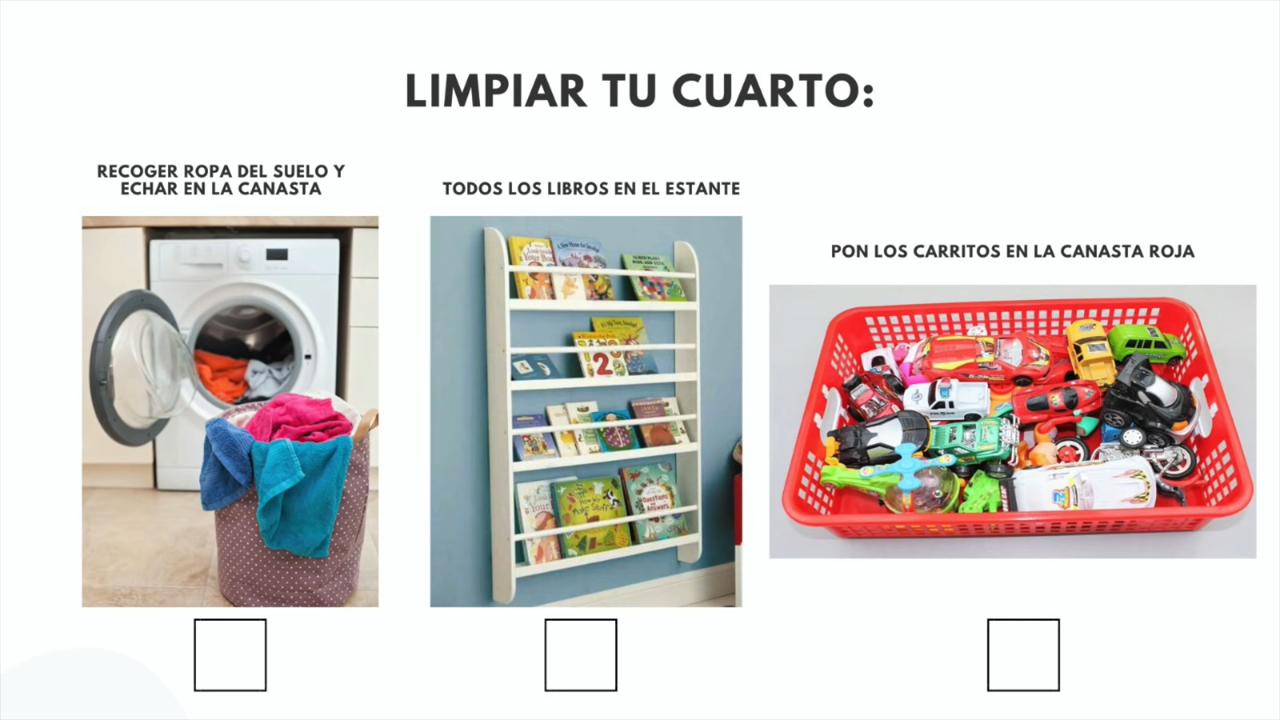 LIMPIAR TU CUARTO:
RECOGER ROPA DEL SUELO Y
ECHAR EN LA CANASTA
TODOS LOS LIBROS EN EL ESTANTE
PON LOS CARRITOS EN LA CANASTA ROJA
2